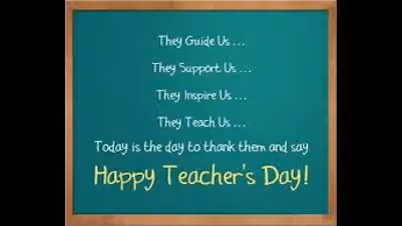 They Guide Us ...
They Support Us ...
They Inspire Us ...
They Teach Us ...
Today is the day to thank them and say
Happy Teacher's Day!